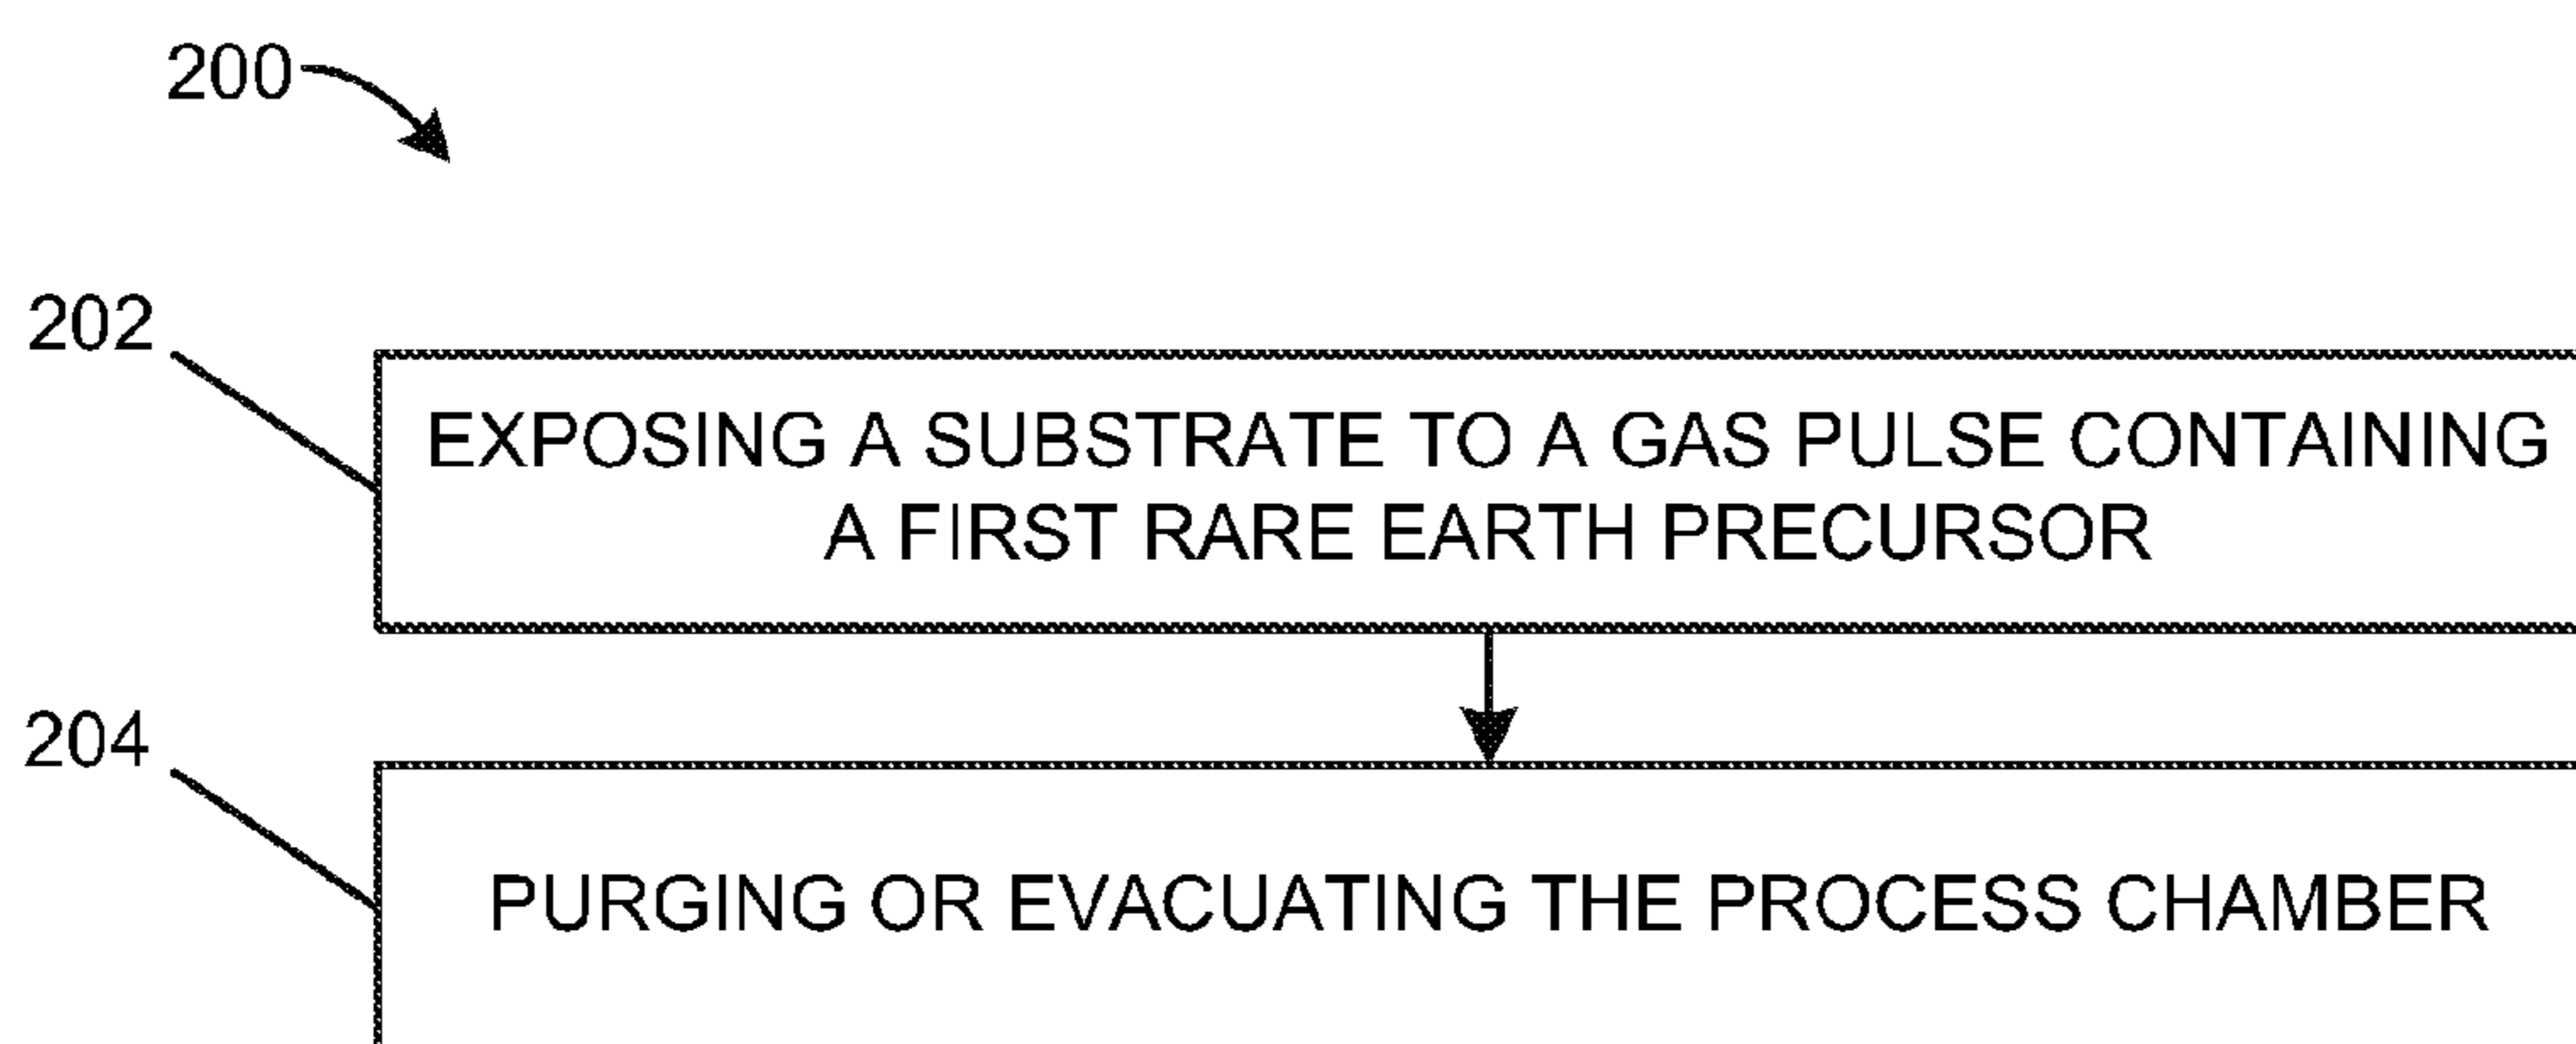 200
202
EXPOSING A SUBSTRATE TO A GAS PULSE CONTAINING
A FIRST RARE EARTH PRECURSOR
204
PURGING OR EVACUATING THE PROCESS CHAMBER